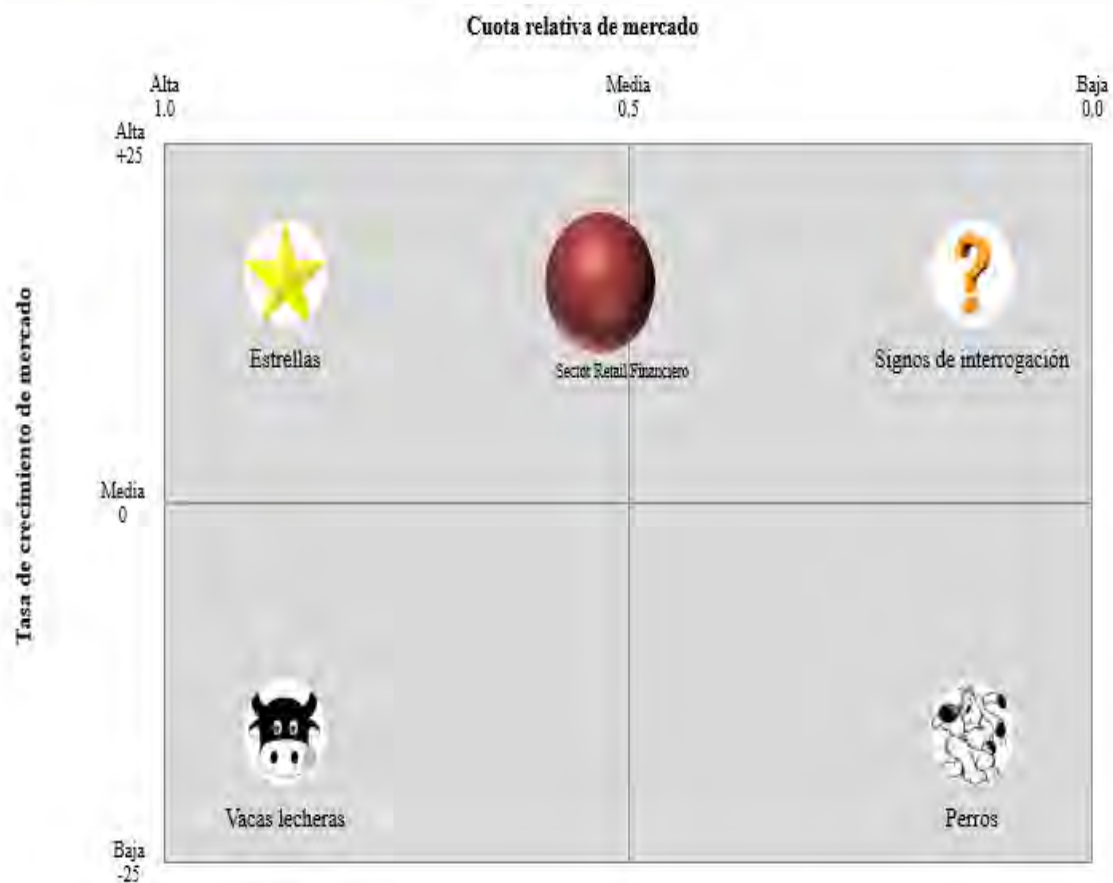 Cuota relativa de mercado
Alta
1.0
Media
0.5
Baja
0.0
Alta
+25
Estrellas
Sector Retail Financiero
Signos de interrogación
Tasa de crecimiento de mercado
Media
0
Vacas lecheras
Perros
Baja
-25